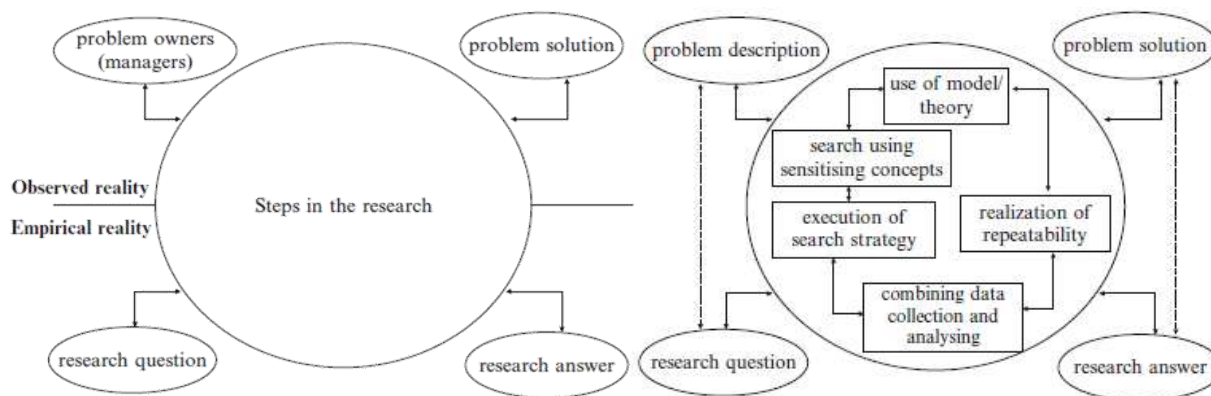 problem owners
(managers)
problem solution
Observed reality
Empirical reality
Steps in the research
research question
research answer
problem description
problem solution
use of model/
theory
search using
sensitising concepts
execution of
search strategy
realization of
repeatability
combining data
collection and
analysing
research question
research answer